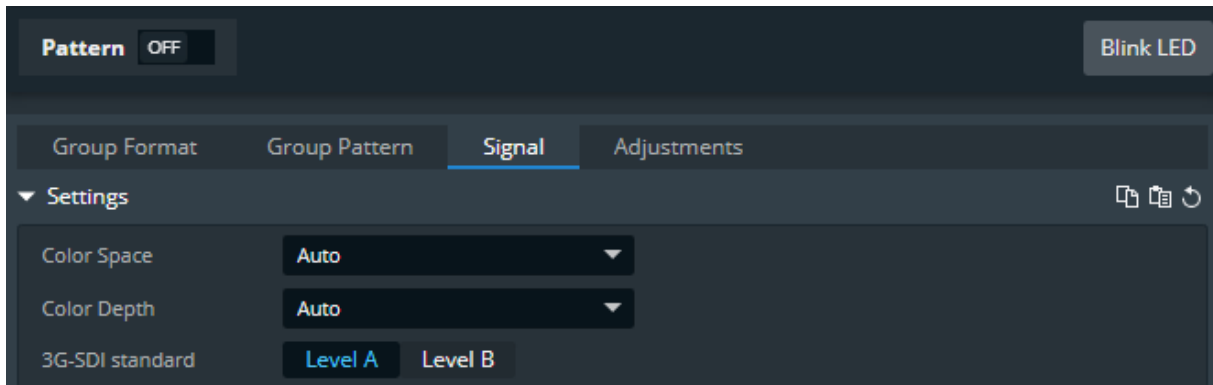 Pattern OFF Blink LED
Group Format Group Pattern Signal Adjustments
Settings
Color Space Auto
Color Depth Auto
3G-SDI standard Level A Level B